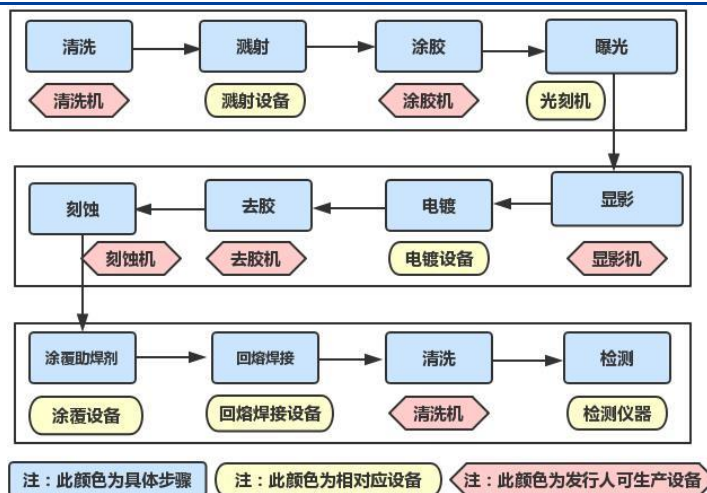 清洗
溅射
涂胶
曝光
清洗机
溅射设备
涂胶机
光刻机
刻蚀
去胶
电镀
显影
刻蚀机
去胶机
电镀设备
显影机
涂覆助焊剂
回熔焊接
清洗
检测
涂覆设备
回熔焊接设备
清洗机
检测仪器
注：此颜色为具体步骤
注：此颜色为相对应设备
注：此颜色为发行人可生产设备